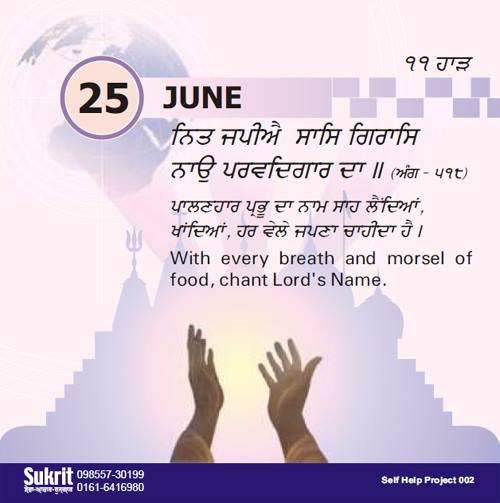 ੧੧ ਹਾੜ
25 JUNE
ਨਿਤ ਜਪੀਐ ਸਾਸਿ ਗਿਰਾਸਿ
ਨਾਉ ਪਰਵਦਿਗਾਰ ਦਾ ॥ (ਅੰਗ - ੫੧੮)
ਪਾਲਣਹਾਰ ਪ੍ਰਭੂ ਦਾ ਨਾਮ ਸਾਹ ਲੈਂਦਿਆਂ,
ਖਾਂਦਿਆਂ, ਹਰ ਵੇਲੇ ਜਪਣਾ ਚਾਹੀਦਾ ਹੈ।
With every breath and morsel of
food, chant Lord's Name.
Sukrit 098557-30199
0161-6416980
Self Help Project 002